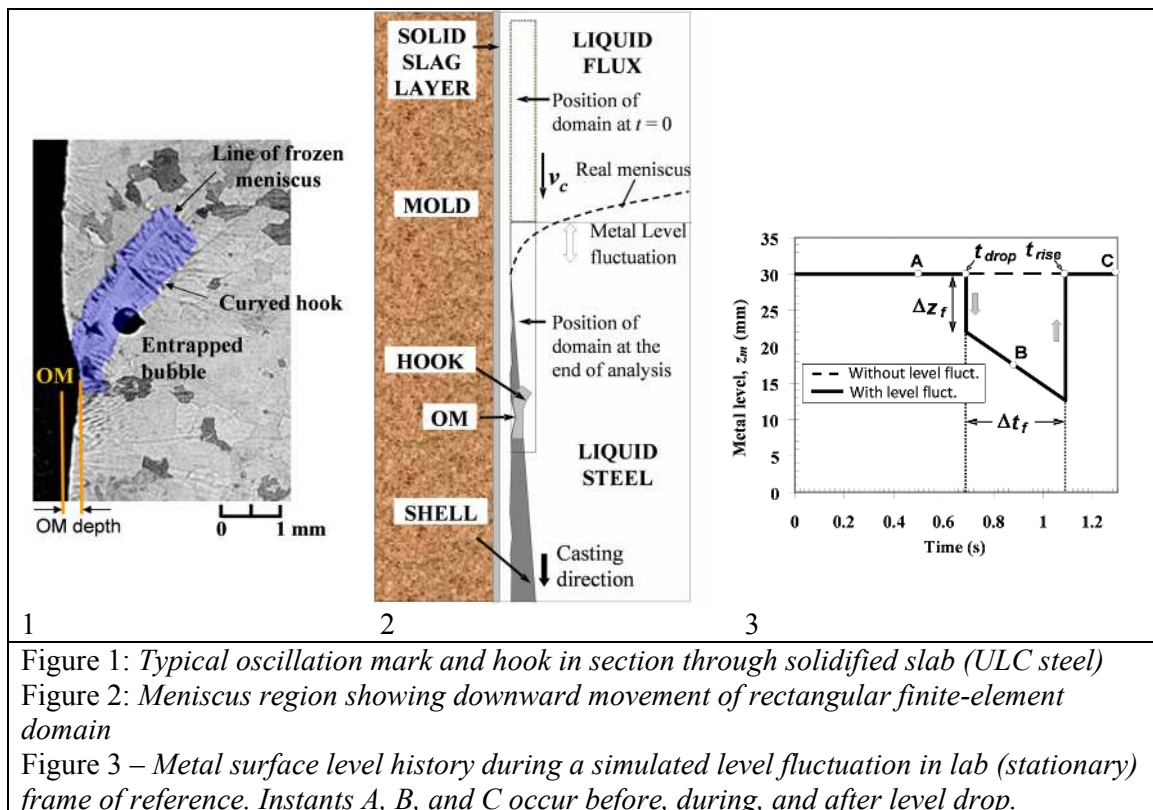 Line of frozen
meniscus
Curved hook
Entrapped
bubble
OM
OM depth
0 1 mm
1
SOLID
SLAG
LAYER
LIQUID
FLUX
Position of
domain at t = 0
v_c
Real meniscus
MOLD
Metal Level
fluctuation
Position of
domain at the
end of analysis
HOOK
OM
LIQUID
STEEL
SHELL
Casting
direction
2
Metal level, z_m (mm)
35
30
25
20
15
10
5
0
A
t_drop t_rise C
Δz_f
B
Without level fluct.
With level fluct.
Δt_f
0 0.2 0.4 0.6 0.8 1 1.2
Time (s)
3
Figure 1: Typical oscillation mark and hook in section through solidified slab (ULC steel)
Figure 2: Meniscus region showing downward movement of rectangular finite-element
domain
Figure 3 – Metal surface level history during a simulated level fluctuation in lab (stationary)
frame of reference. Instants A, B, and C occur before, during, and after level drop.